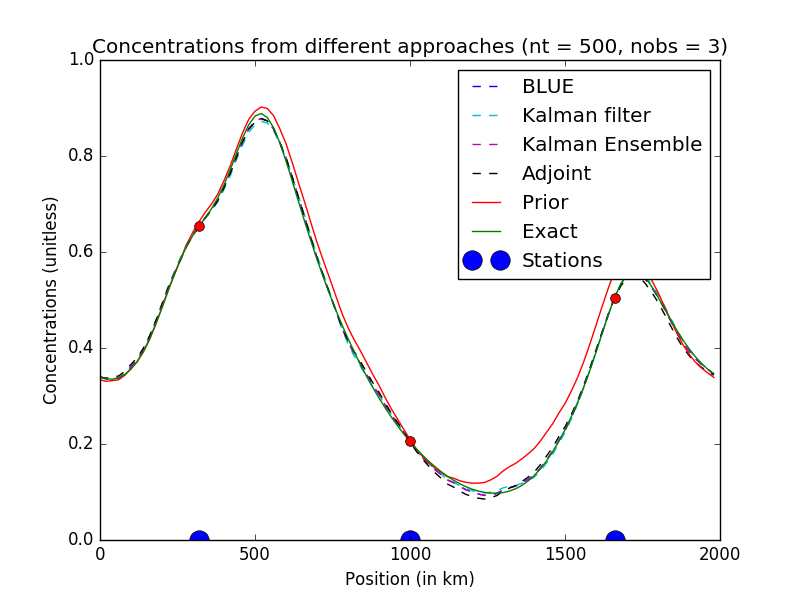 Concentrations from different approaches (nt = 500, nobs = 3)
1.0
0.8
0.6
0.4
0.2
0.0
Concentrations (unitless)
BLUE
Kalman filter
Kalman Ensemble
Adjoint
Prior
Exact
Stations
0 500 1000 1500 2000
Position (in km)